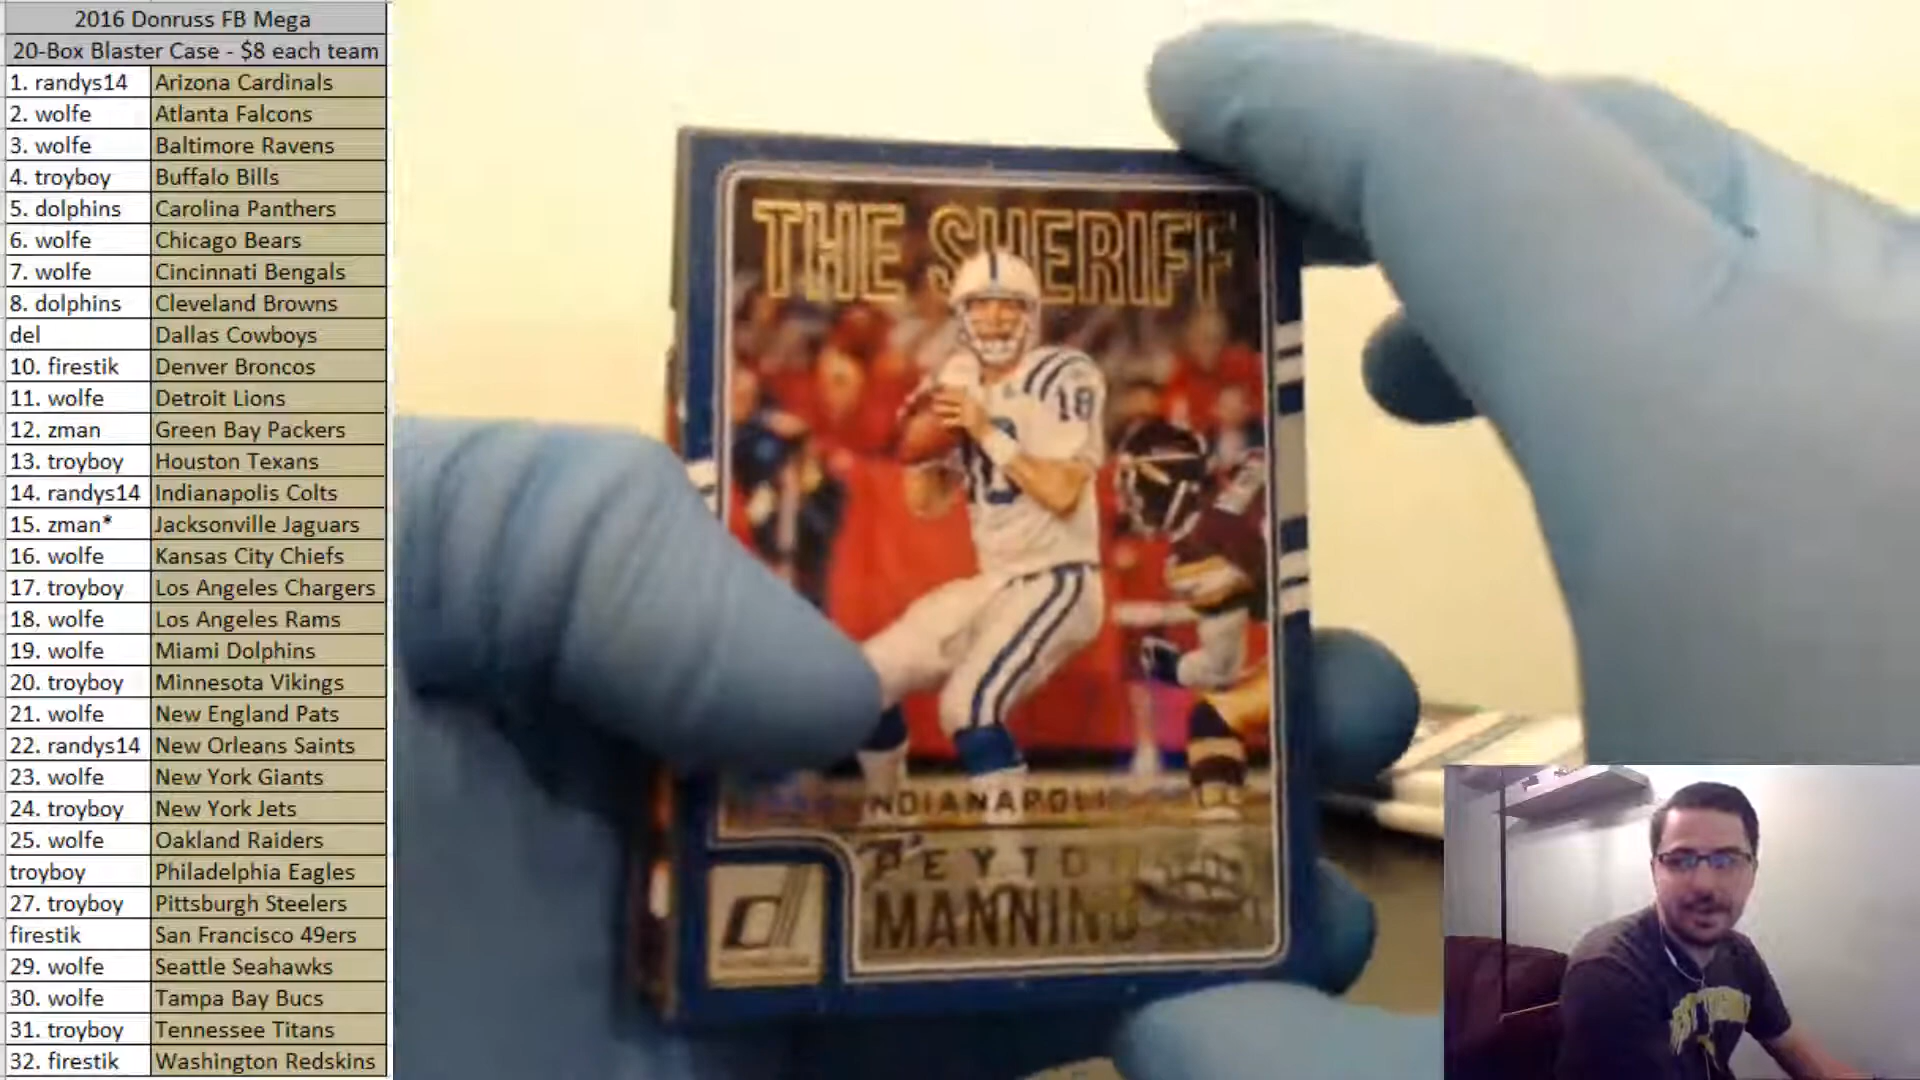 2016 Donruss FB Mega
20-Box Blaster Case - $8 each team
1. randys14 Arizona Cardinals
2. wolfe Atlanta Falcons
3. wolfe Baltimore Ravens
4. troyboy Buffalo Bills
5. dolphins Carolina Panthers
6. wolfe Chicago Bears
7. wolfe Cincinnati Bengals
8. dolphins Cleveland Browns
del Dallas Cowboys
10. firestik Denver Broncos
11. wolfe Detroit Lions
12. zman Green Bay Packers
13. troyboy Houston Texans
14. randys14 Indianapolis Colts
15. zman* Jacksonville Jaguars
16. wolfe Kansas City Chiefs
17. troyboy Los Angeles Chargers
18. wolfe Los Angeles Rams
19. wolfe Miami Dolphins
20. troyboy Minnesota Vikings
21. wolfe New England Pats
22. randys14 New Orleans Saints
23. wolfe New York Giants
24. troyboy New York Jets
25. wolfe Oakland Raiders
troyboy Philadelphia Eagles
27. troyboy Pittsburgh Steelers
firestik San Francisco 49ers
29. wolfe Seattle Seahawks
30. wolfe Tampa Bay Bucs
31. troyboy Tennessee Titans
32. firestik Washington Redskins
THE SHERIFF
18
18
INDIANAPOLI
PEYTO
MANNING
d